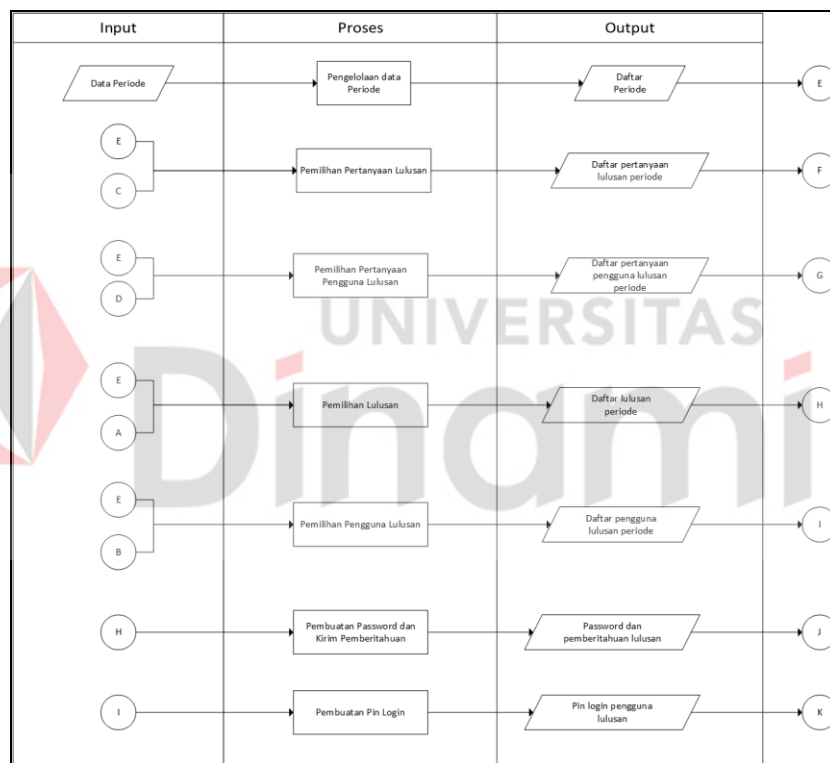 Input
Proses
Output
Data Periode
Pengelolaan data
Periode
Daftar
Periode
E
E
C
Pemilihan Pertanyaan Lulusan
Daftar pertanyaan
lulusan periode
F
E
D
Pemilihan Pertanyaan
Pengguna Lulusan
Daftar pertanyaan
pengguna lulusan
periode
G
UNIVERSITAS
Dinami
E
A
Pemilihan Lulusan
Daftar lulusan
periode
H
E
B
Pemilihan Pengguna Lulusan
Daftar pengguna
lulusan periode
I
H
Pembuatan Password dan
Kirim Pemberitahuan
Password dan
pemberitahuan lulusan
J
I
Pembuatan Pin Login
Pin login pengguna
lulusan
K